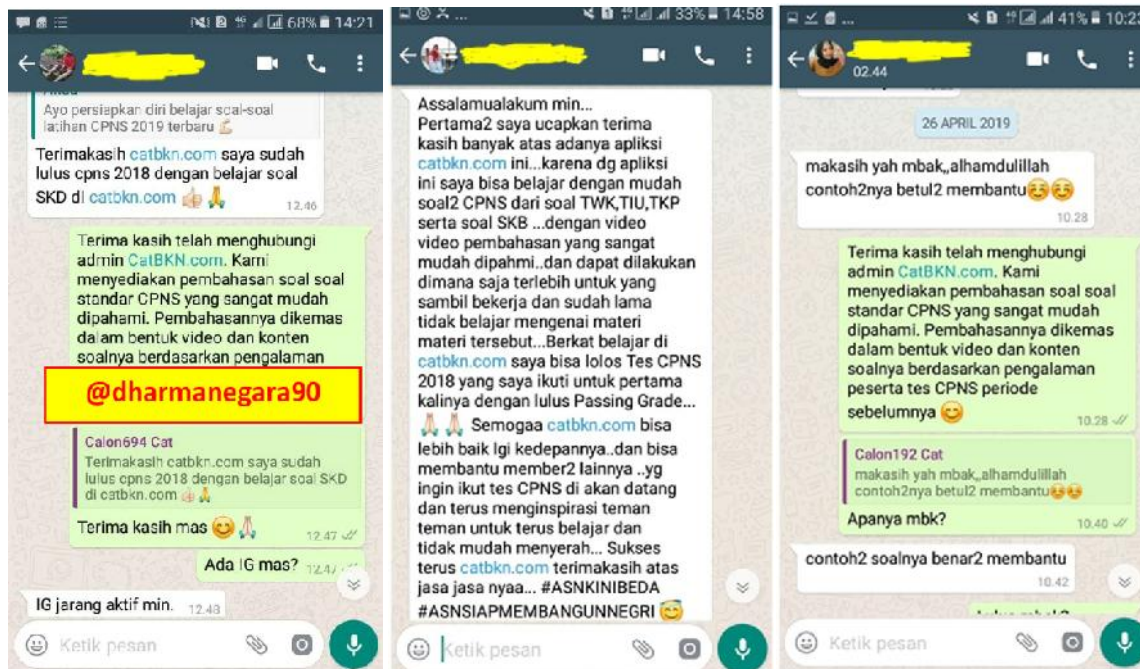 68% 14:21
Ayo persiapkan diri belajar soal-soal
latihan CPNS 2019 terbaru
Terimakasih catbkn.com saya sudah
lulus cpns 2018 dengan belajar soal
SKD di catbkn.com
12.46
Terima kasih telah menghubungi
admin CatBKN.com. Kami
menyediakan pembahasan soal soal
standar CPNS yang sangat mudah
dipahami. Pembahasannya dikemas
dalam bentuk video dan konten
soalnya berdasarkan pengalaman
@dharmanegara90
Calon694 Cat
Terimakasih catbkn.com saya sudah
lulus cpns 2018 dengan belajar soal SKD
di catbkn.com
Terima kasih mas
12.47
Ada IG mas? 12.47
IG jarang aktif min. 12.48
Ketik pesan
33% 14:58
Assalamualakum min...
Pertama2 saya ucapkan terima
kasih banyak atas adanya apliksi
catbkn.com ini...karena dg apliksi
ini saya bisa belajar dengan mudah
soal2 CPNS dari soal TWK,TIU,TKP
serta soal SKB ...dengan video
video pembahasan yang sangat
mudah dipahmi..dan dapat dilakukan
dimana saja terlebih untuk yang
sambil bekerja dan sudah lama
tidak belajar mengenai materi
materi tersebut...Berkat belajar di
catbkn.com saya bisa lolos Tes CPNS
2018 yang saya ikuti untuk pertama
kalinya dengan lulus Passing Grade...
Semogaa catbkn.com bisa
lebih baik lgi kedepannya..dan bisa
membantu member2 lainnya ..yg
ingin ikut tes CPNS di akan datang
dan terus menginspirasi teman
teman untuk terus belajar dan
tidak mudah menyerah... Sukses
terus catbkn.com terimakasih atas
jasa jasa nyaa... #ASNKINIBEDA
#ASNSIAPMEMBANGUNNEGRI
Ketik pesan
41% 10:23
02.44
26 APRIL 2019
makasih yah mbak,,alhamdulillah
contoh2nya betul2 membantu
10.28
Terima kasih telah menghubungi
admin CatBKN.com. Kami
menyediakan pembahasan soal soal
standar CPNS yang sangat mudah
dipahami. Pembahasannya dikemas
dalam bentuk video dan konten
soalnya berdasarkan pengalaman
peserta tes CPNS periode
sebelumnya
10.28
Calon192 Cat
makasih yah mbak,,alhamdulillah
contoh2nya betul2 membantu
Apanya mbk?
10.40
contoh2 soalnya benar2 membantu
10.42
Ketik pesan